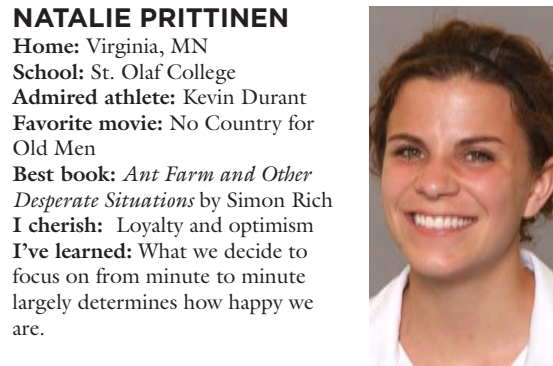 NATALIE PRITTINEN
Home: Virginia, MN
School: St. Olaf College
Admired athlete: Kevin Durant
Favorite movie: No Country for
Old Men
Best book: Ant Farm and Other
Desperate Situations by Simon Rich
I cherish:  Loyalty and optimism
I've learned: What we decide to
focus on from minute to minute
largely determines how happy we
are.